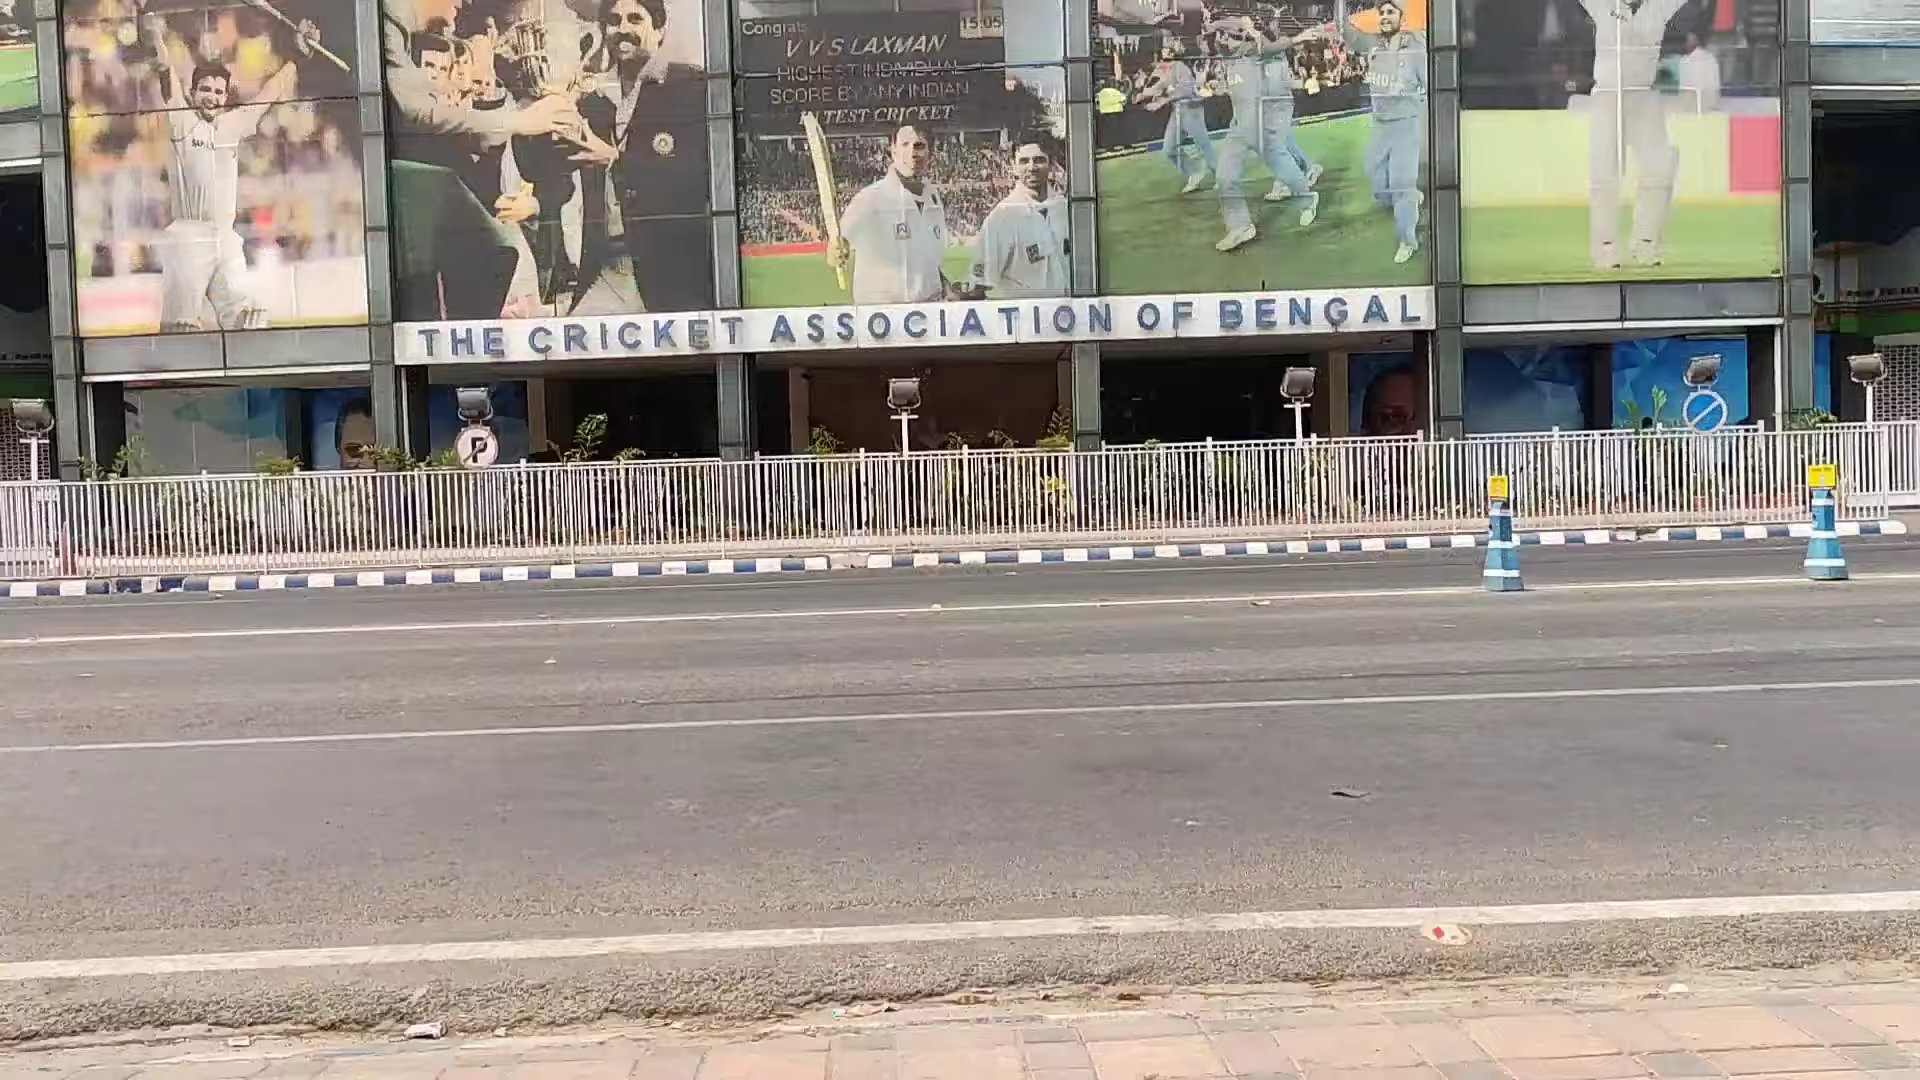 Congrats
15:05
V V S LAXMAN
HIGHEST INDIVIDUAL
SCORE BY ANY INDIAN
IN TEST CRICKET
THE CRICKET ASSOCIATION OF BENGAL
P